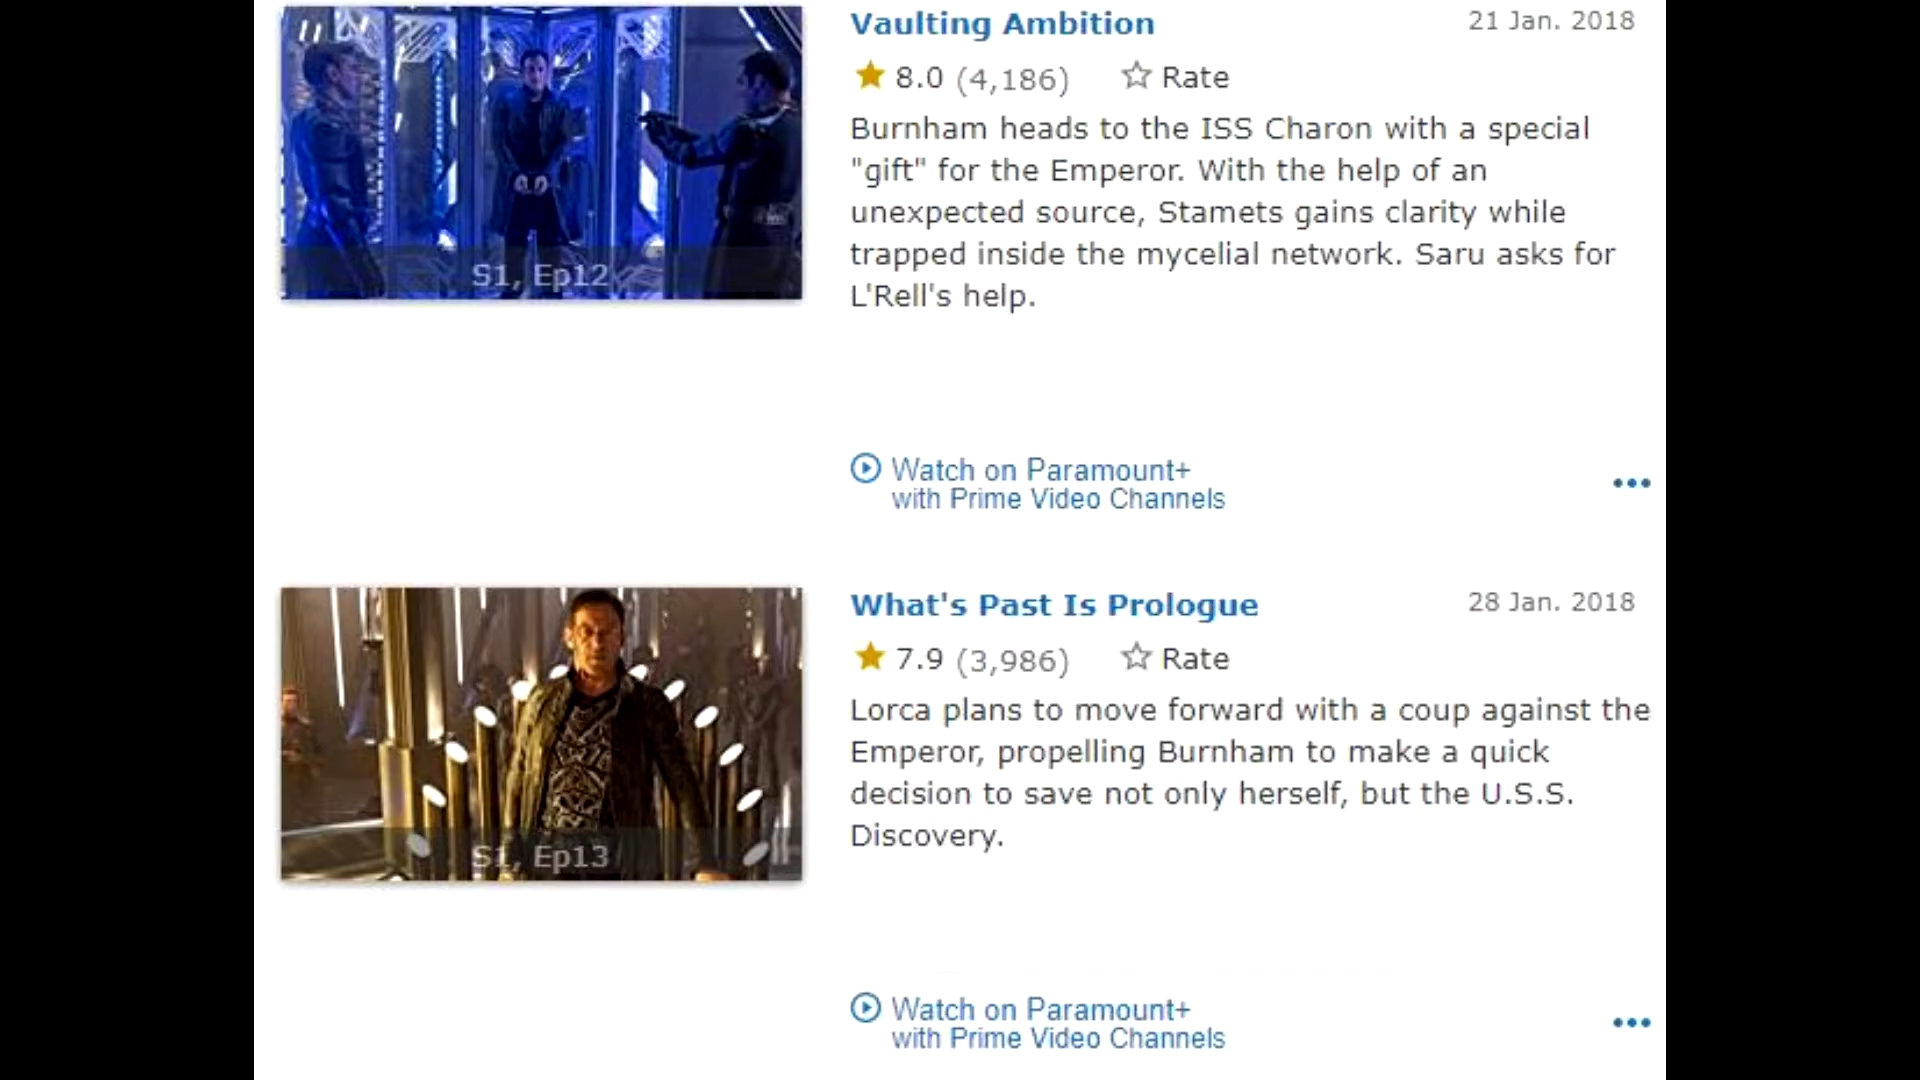 Vaulting Ambition
21 Jan. 2018
8.0 (4,186) Rate
Burnham heads to the ISS Charon with a special
"gift" for the Emperor. With the help of an
unexpected source, Stamets gains clarity while
trapped inside the mycelial network. Saru asks for
L'Rell's help.
S1, Ep12
Watch on Paramount+
with Prime Video Channels
What's Past Is Prologue
28 Jan. 2018
7.9 (3,986) Rate
Lorca plans to move forward with a coup against the
Emperor, propelling Burnham to make a quick
decision to save not only herself, but the U.S.S.
Discovery.
S1, Ep13
Watch on Paramount+
with Prime Video Channels